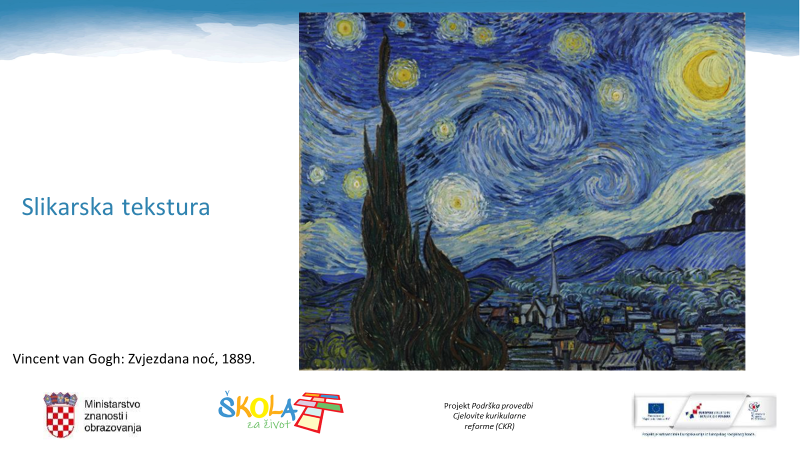 Slikarska tekstura
Vincent van Gogh: Zvjezdana noć, 1889.
Ministarstvo
znanosti i
obrazovanja
ŠKOLA
za život
Projekt Podrška provedbi
Cjelovite kurikularne
reforme (CKR)